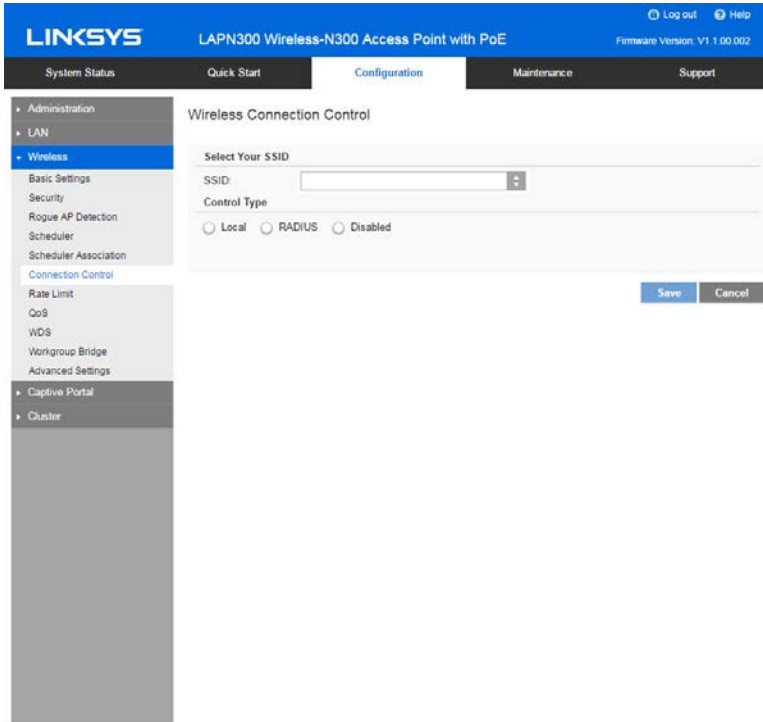 Log out Help
LINKSYS LAPN300 Wireless-N300 Access Point with PoE Firmware Version: V1.1.00.002
System Status Quick Start Configuration Maintenance Support
Administration
LAN
Wireless
Basic Settings
Security
Rogue AP Detection
Scheduler
Scheduler Association
Connection Control
Rate Limit
QoS
WDS
Workgroup Bridge
Advanced Settings
Captive Portal
Cluster
Wireless Connection Control
Select Your SSID
SSID:
Control Type
Local RADIUS Disabled
Save Cancel